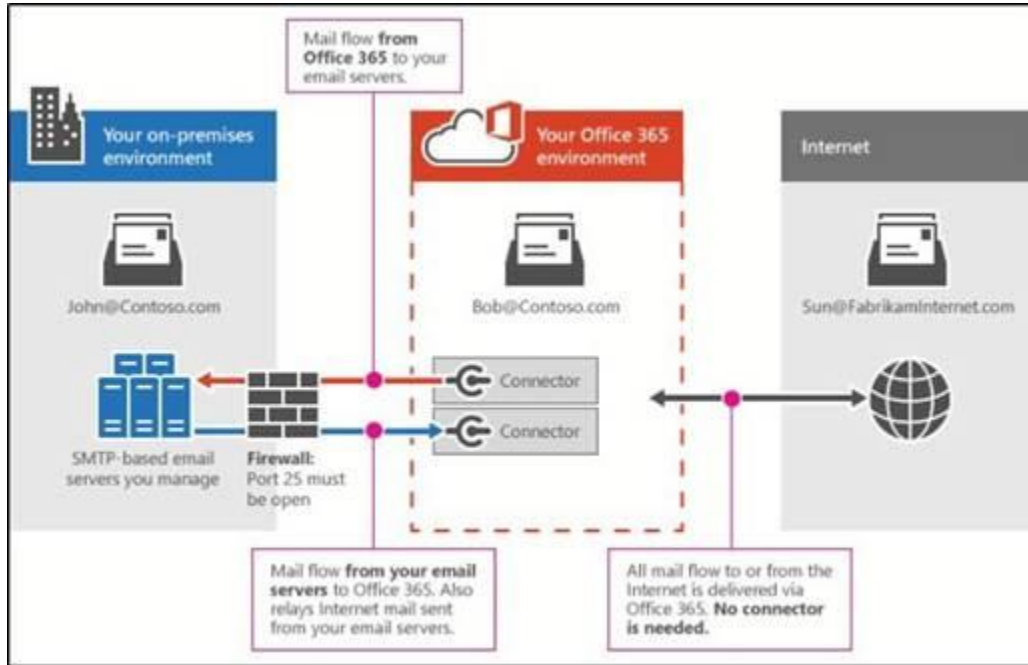 Mail flow from
Office 365 to your
email servers.
Your on-premises
environment
Your Office 365
environment
Internet
John@Contoso.com
Bob@Contoso.com
Sun@FabrikamInternet.com
Connector
Connector
SMTP-based email
servers you manage
Firewall:
Port 25 must
be open
Mail flow from your email
servers to Office 365. Also
relays Internet mail sent
from your email servers.
All mail flow to or from the
Internet is delivered via
Office 365. No connector
is needed.